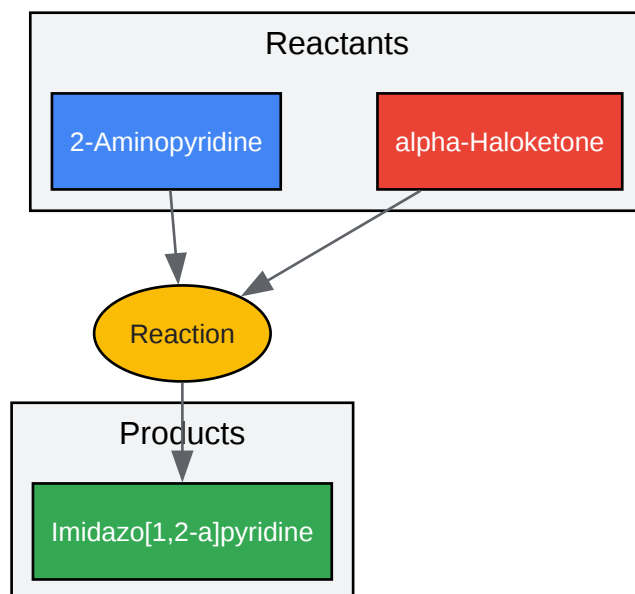 Reactants
2-Aminopyridine
alpha-Haloketone
Reaction
Products
Imidazo[1,2-a]pyridine